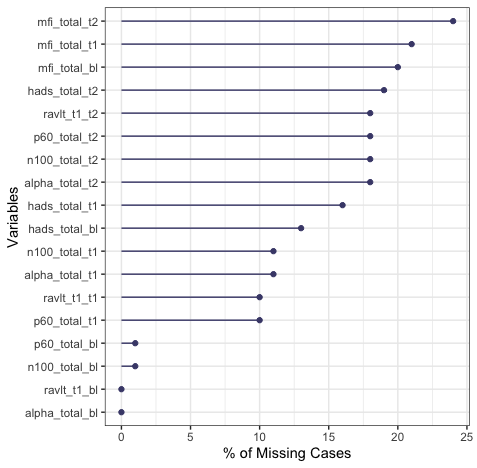 mfi_total_t2
mfi_total_t1
mfi_total_bl
hads_total_t2
ravlt_t1_t2
p60_total_t2
n100_total_t2
alpha_total_t2
hads_total_t1
hads_total_bl
n100_total_t1
alpha_total_t1
ravlt_t1_t1
p60_total_t1
p60_total_bl
n100_total_bl
ravlt_t1_bl
alpha_total_bl
Variables
0 5 10 15 20 25
% of Missing Cases